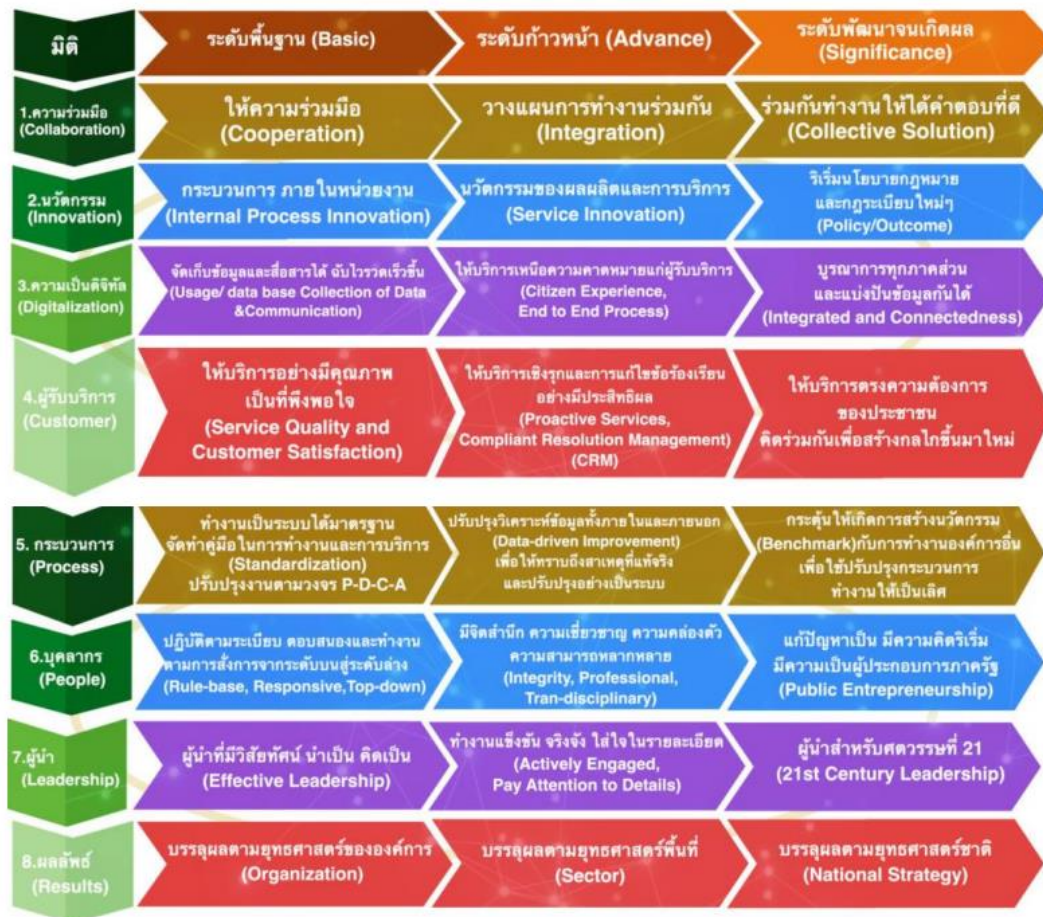 มิติ
ระดับพื้นฐาน (Basic)
ระดับก้าวหน้า (Advance)
ระดับพัฒนาจนเกิดผล
(Significance)
1.ความร่วมมือ
(Collaboration)
ให้ความร่วมมือ
(Cooperation)
วางแผนการทำงานร่วมกัน
(Integration)
ร่วมกันทำงานให้ได้คำตอบที่ดี
(Collective Solution)
2.นวัตกรรม
(Innovation)
กระบวนการ ภายในหน่วยงาน
(Internal Process Innovation)
นวัตกรรมของผลผลิตและการบริการ
(Service Innovation)
ริเริ่มนโยบายกฎหมาย
และกฎระเบียบใหม่ๆ
(Policy/Outcome)
3.ความเป็นดิจิทัล
(Digitalization)
จัดเก็บข้อมูลและสื่อสารได้ ฉับไวรวดเร็วขึ้น
(Usage/ data base Collection of Data
&Communication)
ให้บริการเหนือความคาดหมายแก่ผู้รับบริการ
(Citizen Experience,
End to End Process)
บูรณาการทุกภาคส่วน
และแบ่งปันข้อมูลกันได้
(Integrated and Connectedness)
4.ผู้รับบริการ
(Customer)
ให้บริการอย่างมีคุณภาพ
เป็นที่พึงพอใจ
(Service Quality and
Customer Satisfaction)
ให้บริการเชิงรุกและการแก้ไขข้อร้องเรียน
อย่างมีประสิทธิผล
(Proactive Services,
Compliant Resolution Management)
(CRM)
ให้บริการตรงความต้องการ
ของประชาชน
คิดร่วมกันเพื่อสร้างกลไกขึ้นมาใหม่
5. กระบวนการ
(Process)
ทำงานเป็นระบบได้มาตรฐาน
จัดทำคู่มือในการทำงานและการบริการ
(Standardization)
ปรับปรุงงานตามวงจร P-D-C-A
ปรับปรุงวิเคราะห์ข้อมูลทั้งภายในและภายนอก
(Data-driven Improvement)
เพื่อให้ทราบถึงสาเหตุที่แท้จริง
และปรับปรุงอย่างเป็นระบบ
กระตุ้นให้เกิดการสร้างนวัตกรรม
(Benchmark)กับการทำงานองค์การอื่น
เพื่อใช้ปรับปรุงกระบวนการ
ทำงานให้เป็นเลิศ
6.บุคลากร
(People)
ปฏิบัติตามระเบียบ ตอบสนองและทำงาน
ตามการสั่งการจากระดับบนสู่ระดับล่าง
(Rule-base, Responsive,Top-down)
มีจิตสำนึก ความเชี่ยวชาญ ความคล่องตัว
ความสามารถหลากหลาย
(Integrity, Professional,
Tran-disciplinary)
แก้ปัญหาเป็น มีความคิดริเริ่ม
มีความเป็นผู้ประกอบการภาครัฐ
(Public Entrepreneurship)
7.ผู้นำ
(Leadership)
ผู้นำที่มีวิสัยทัศน์ นำเป็น คิดเป็น
(Effective Leadership)
ทำงานแข็งขัน จริงจัง ใส่ใจในรายละเอียด
(Actively Engaged,
Pay Attention to Details)
ผู้นำสำหรับศตวรรษที่ 21
(21st Century Leadership)
8.ผลลัพธ์
(Results)
บรรลุผลตามยุทธศาสตร์ขององค์การ
(Organization)
บรรลุผลตามยุทธศาสตร์พื้นที่
(Sector)
บรรลุผลตามยุทธศาสตร์ชาติ
(National Strategy)